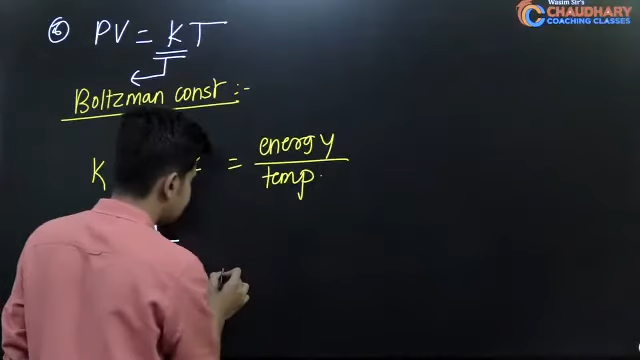 Wasim Sir's
CHAUDHARY
COACHING CLASSES
⑥ PV = KT
Boltzman const :-
K = energy / temp.